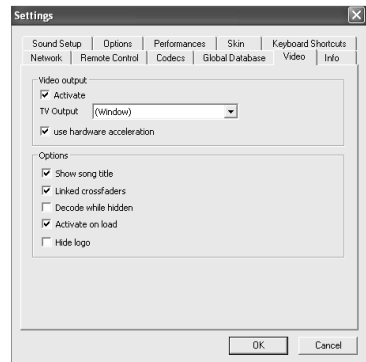 Settings
Sound Setup Options Performances Skin Keyboard Shortcuts
Network Remote Control Codecs Global Database Video Info
Video output
Activate
TV Output (Window)
use hardware acceleration
Options
Show song title
Linked crossfaders
Decode while hidden
Activate on load
Hide logo
OK Cancel